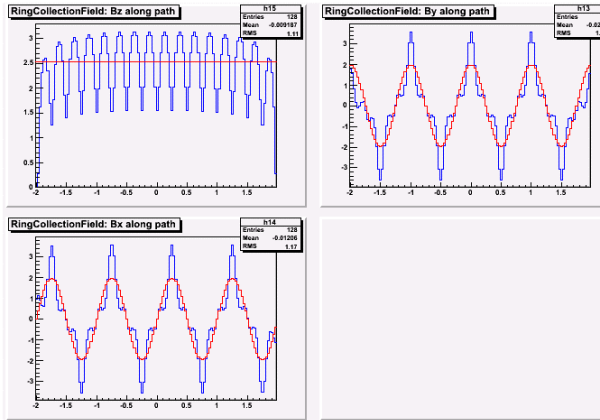 RingCollectionField: Bz along path
h15
Entries 128
Mean -0.009187
RMS 1.11
3
2.5
2
1.5
1
0.5
0
-2 -1.5 -1 -0.5 0 0.5 1 1.5
RingCollectionField: By along path
h13
Entries
Mean -0.02
RMS
3
2
1
0
-1
-2
-3
-2 -1.5 -1 -0.5 0 0.5 1 1.5
RingCollectionField: Bx along path
h14
Entries 128
Mean -0.01206
RMS 1.17
3
2
1
0
-1
-2
-3
-2 -1.5 -1 -0.5 0 0.5 1 1.5